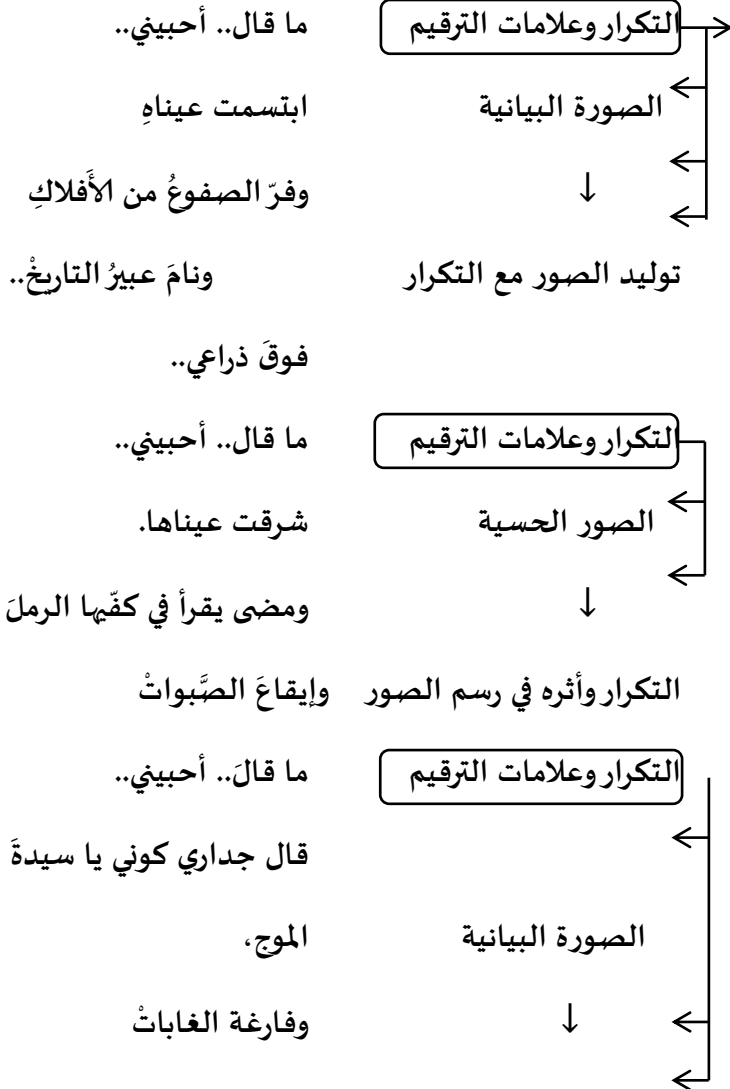 التكرار وعلامات الترقيم ما قال.. أحبيني..
الصورة البيانية ابتسمت عيناهِ
↓ وفرّ الصفوعُ من الأَفلاكِ
توليد الصور مع التكرار ونامَ عبيرُ التاريخْ..
فوقَ ذراعي..
التكرار وعلامات الترقيم ما قال.. أحبيني..
الصور الحسية شرقت عيناها.
↓ ومضى يقرأ في كفّيها الرملَ
التكرار وأثره في رسم الصور وإيقاعَ الصَّبواتْ
التكرار وعلامات الترقيم ما قالَ.. أحبيني..
قال جداري كوني يا سيدةَ
الصورة البيانية الموج،
↓ وفارغة الغاباتْ